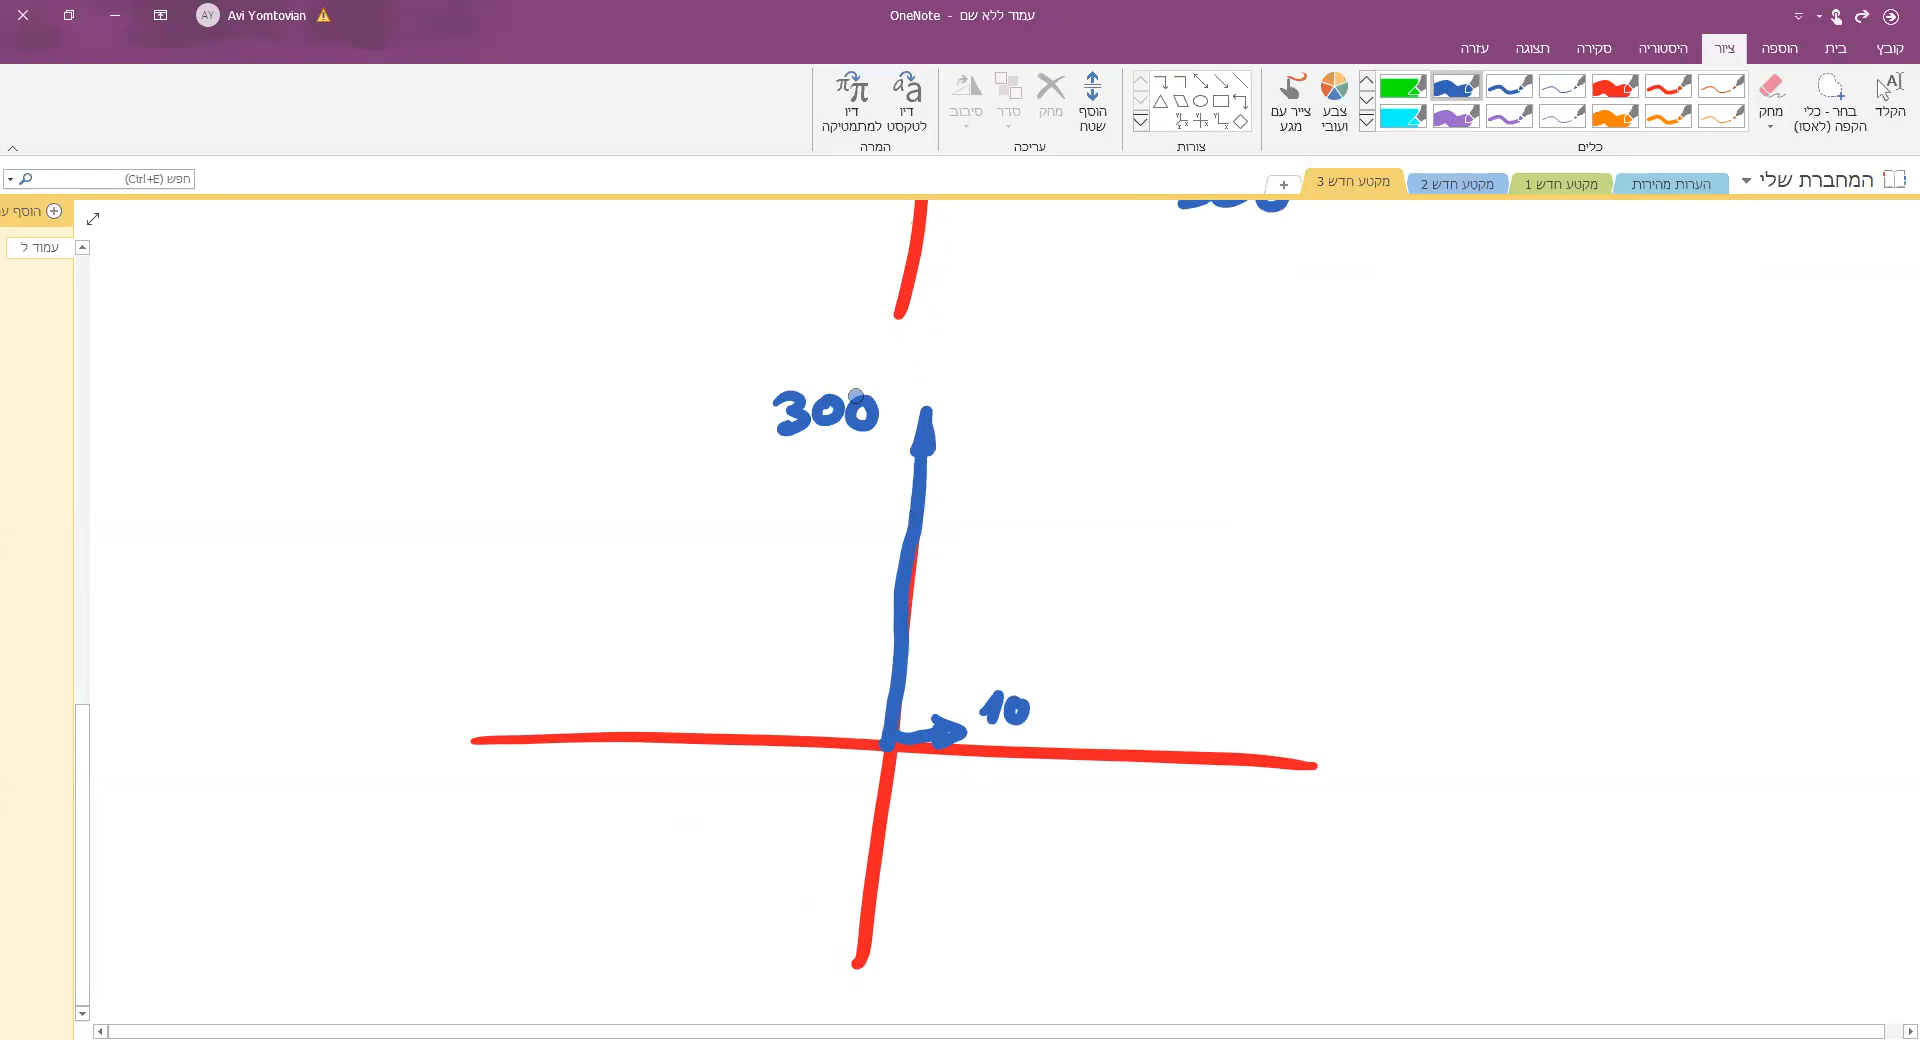 Avi Yomtovian
עמוד ללא שם - OneNote
קובץ בית הוספה ציור היסטוריה סקירה תצוגה עזרה
הקלד
בחר - כלי הקפה (לאסו)
מחק
כלים
צבע ועובי
צייר עם מגע
צורות
הוסף שטח
מחק
סדר
סיבוב
עריכה
דיו לטקסט
דיו למתמטיקה
המרה
המחברת שלי
הערות מהירות
מקטע חדש 1
מקטע חדש 2
מקטע חדש 3
חפש (Ctrl+E)
עמוד ל
300
10